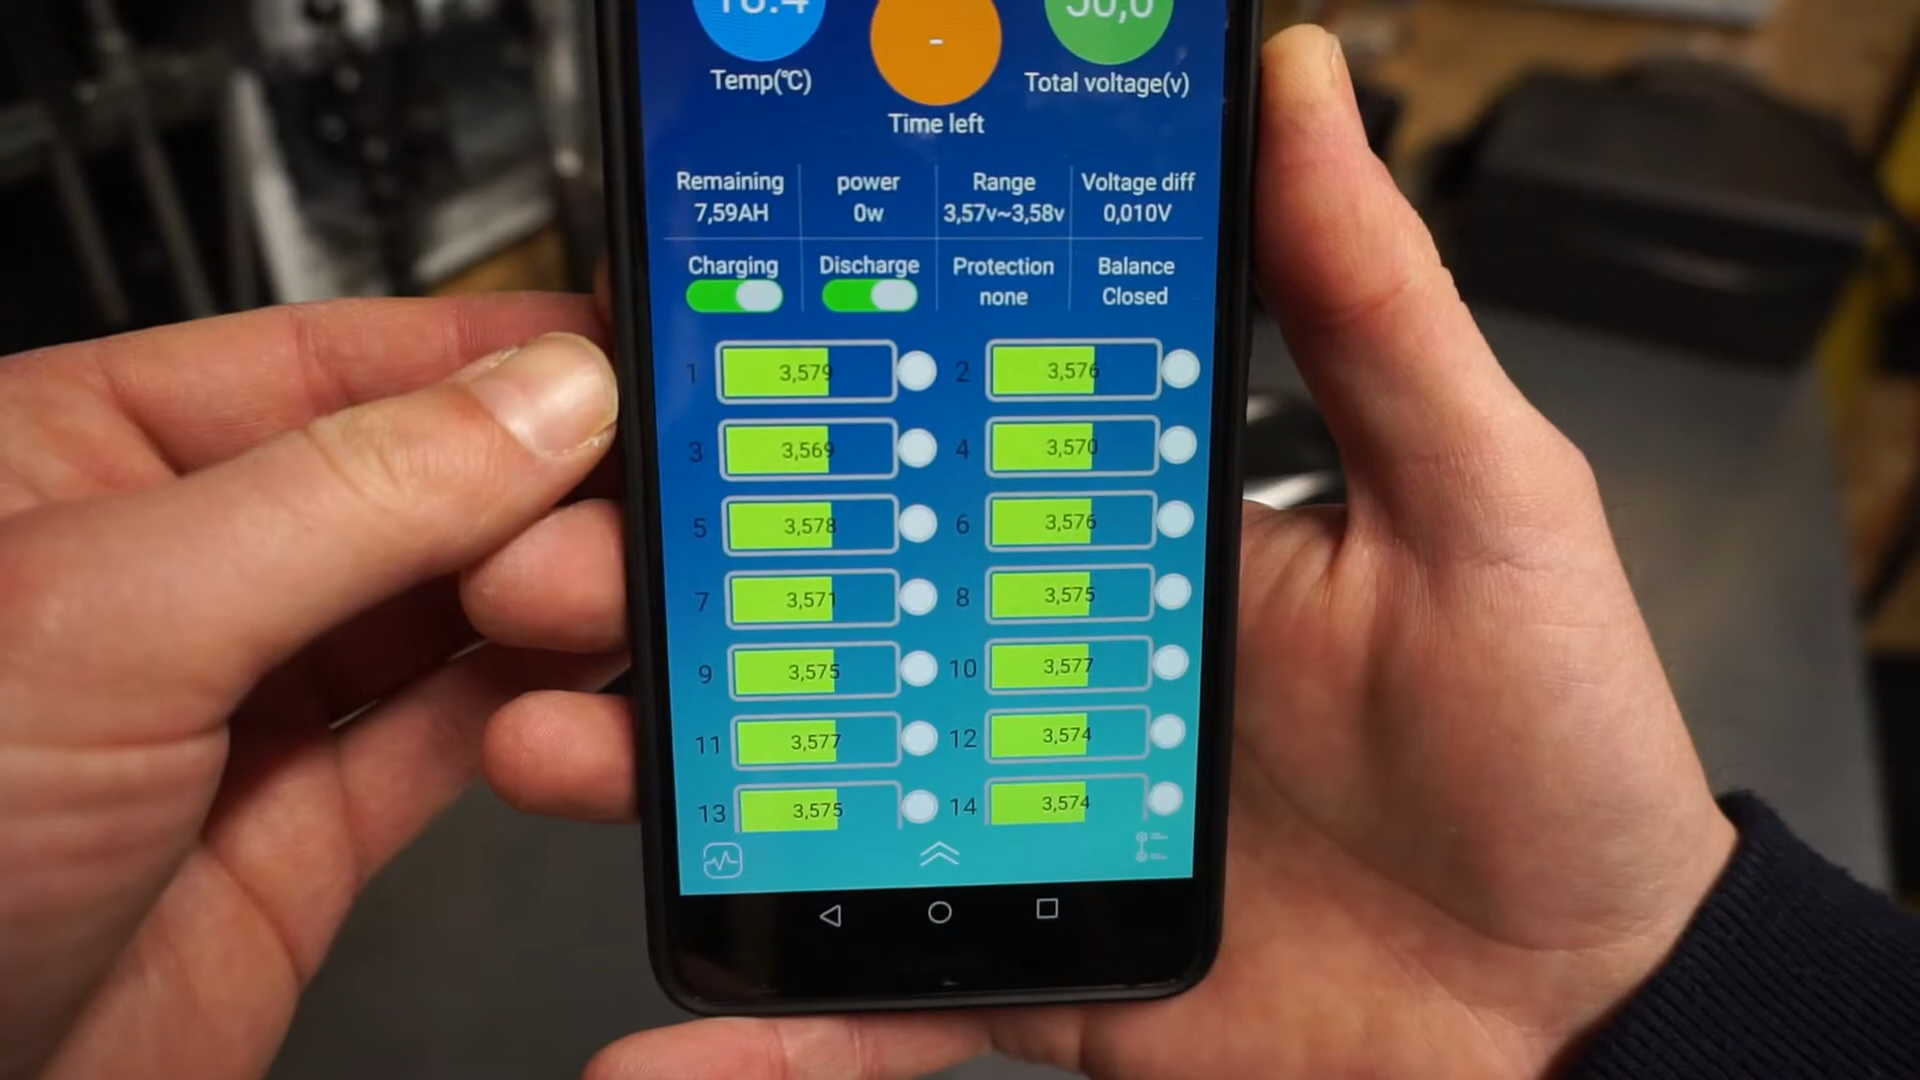 Temp(℃)
-
Time left
Total voltage(v)
Remaining
7,59AH
power
0w
Range
3,57v~3,58v
Voltage diff
0,010V
Charging
Discharge
Protection
none
Balance
Closed
1 3,579
2 3,576
3 3,569
4 3,570
5 3,578
6 3,576
7 3,571
8 3,575
9 3,575
10 3,577
11 3,577
12 3,574
13 3,575
14 3,574